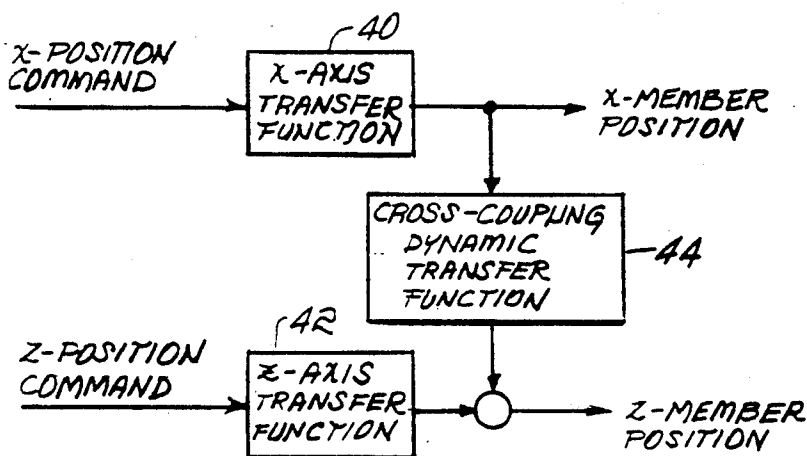 40
X-POSITION
COMMAND
X-AXIS
TRANSFER
FUNCTION
X-MEMBER
POSITION
CROSS-COUPLING
DYNAMIC
TRANSFER
FUNCTION
44
42
Z-POSITION
COMMAND
Z-AXIS
TRANSFER
FUNCTION
Z-MEMBER
POSITION